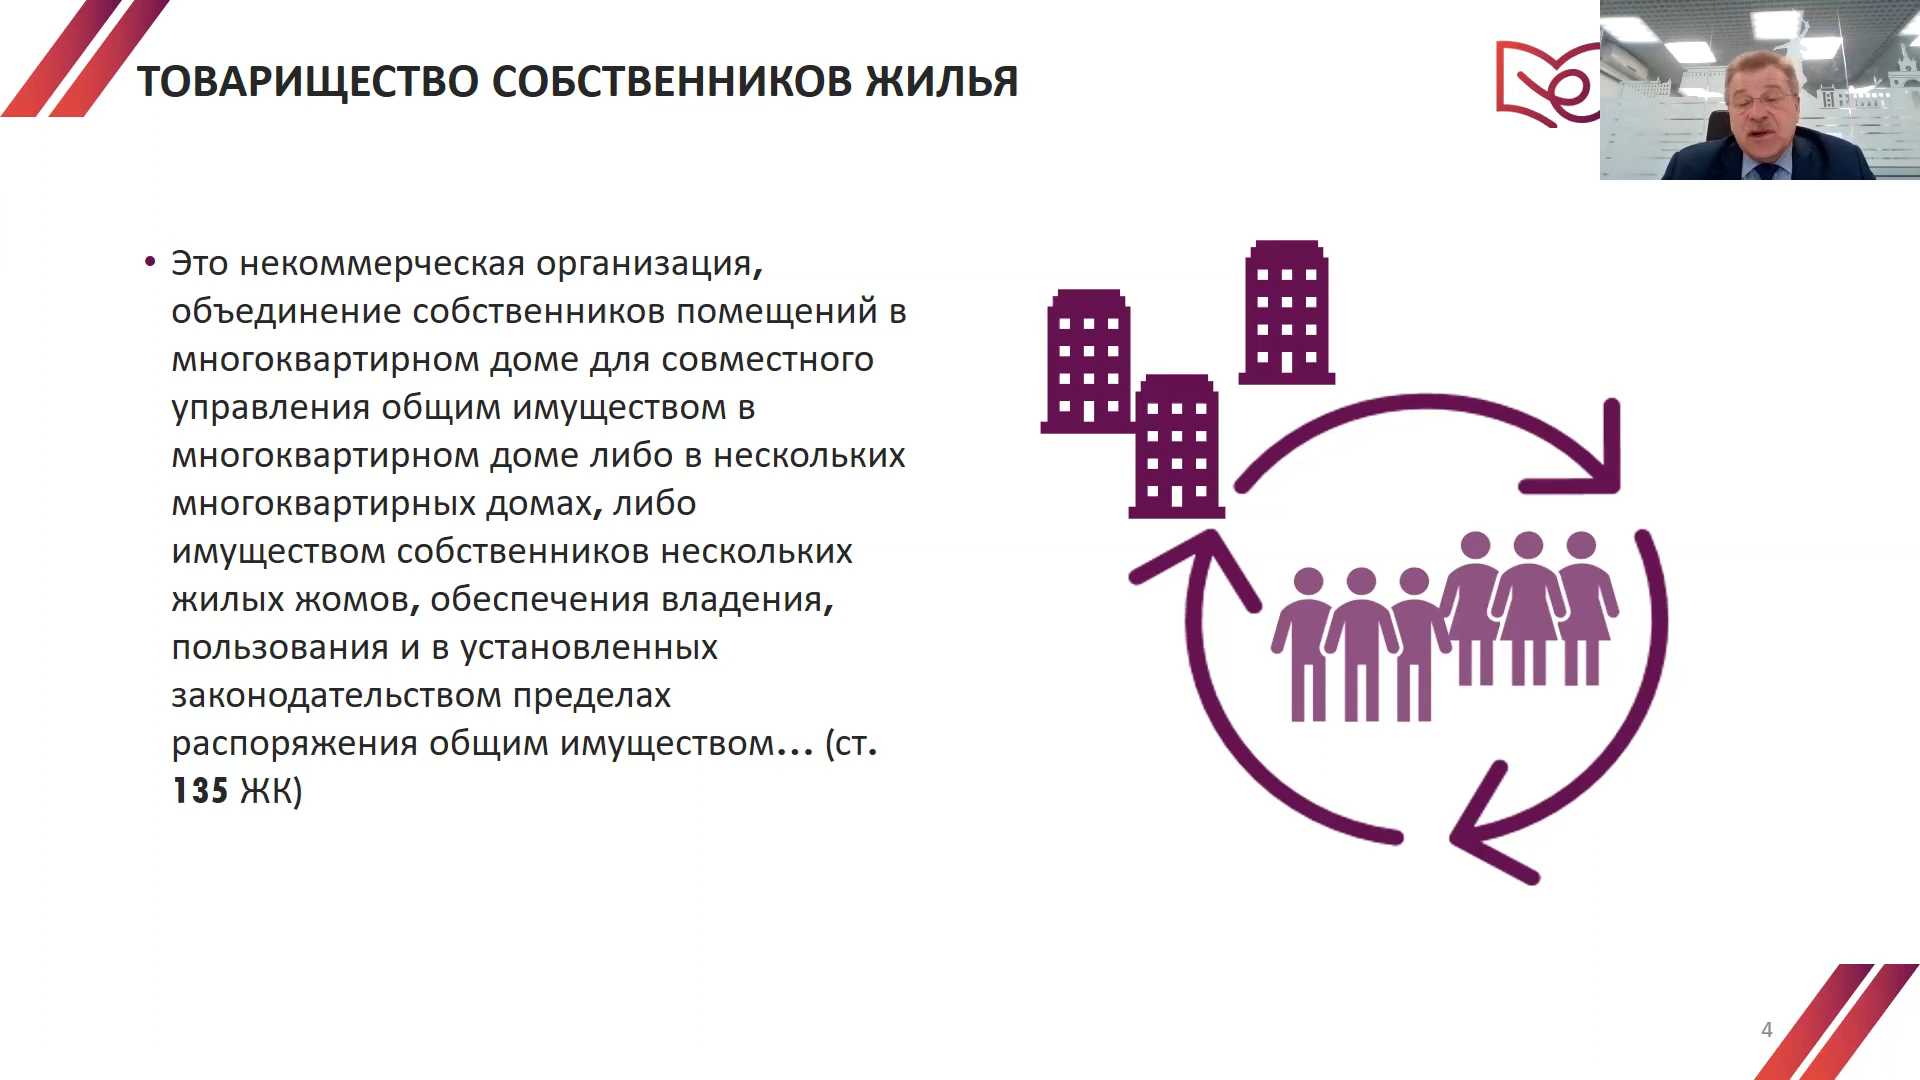 ТОВАРИЩЕСТВО СОБСТВЕННИКОВ ЖИЛЬЯ
• Это некоммерческая организация,
объединение собственников помещений в
многоквартирном доме для совместного
управления общим имуществом в
многоквартирном доме либо в нескольких
многоквартирных домах, либо
имуществом собственников нескольких
жилых жомов, обеспечения владения,
пользования и в установленных
законодательством пределах
распоряжения общим имуществом... (ст.
135 ЖК)
4